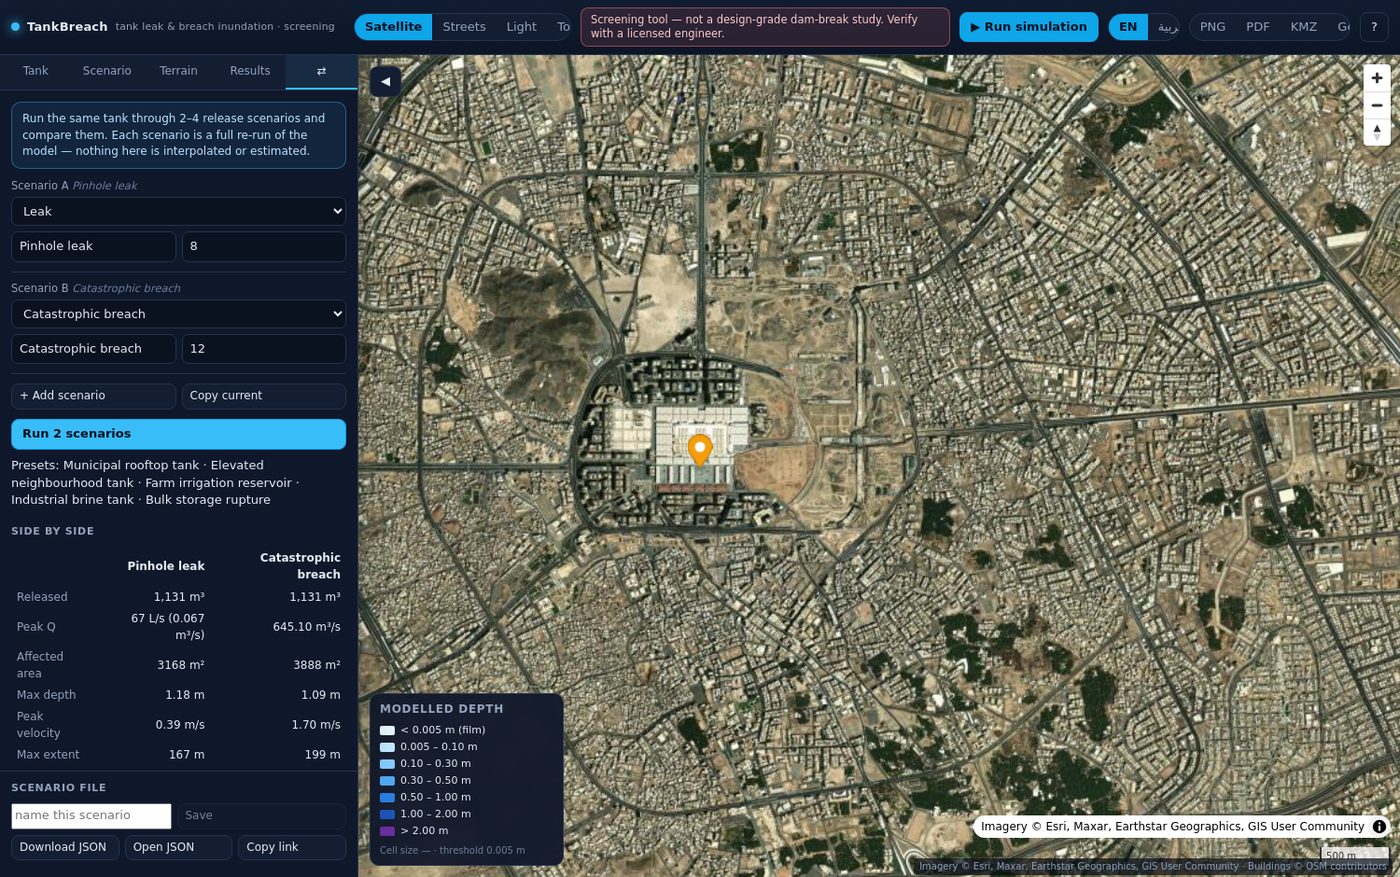 TankBreach tank leak & breach inundation · screening
Satellite Streets Light To
Screening tool — not a design-grade dam-break study. Verify
with a licensed engineer.
▶ Run simulation
EN
PNG PDF KMZ
?
Tank Scenario Terrain Results ⇄
◀
Run the same tank through 2–4 release scenarios and
compare them. Each scenario is a full re-run of the
model — nothing here is interpolated or estimated.
Scenario A Pinhole leak
Leak
Pinhole leak 8
Scenario B Catastrophic breach
Catastrophic breach
Catastrophic breach 12
+ Add scenario Copy current
Run 2 scenarios
Presets: Municipal rooftop tank · Elevated
neighbourhood tank · Farm irrigation reservoir ·
Industrial brine tank · Bulk storage rupture
SIDE BY SIDE
Pinhole leak Catastrophic
breach
Released 1,131 m³ 1,131 m³
Peak Q 67 L/s (0.067
m³/s) 645.10 m³/s
Affected
area 3168 m² 3888 m²
Max depth 1.18 m 1.09 m
Peak
velocity 0.39 m/s 1.70 m/s
Max extent 167 m 199 m
SCENARIO FILE
name this scenario Save
Download JSON Open JSON Copy link
MODELLED DEPTH
< 0.005 m (film)
0.005 – 0.10 m
0.10 – 0.30 m
0.30 – 0.50 m
0.50 – 1.00 m
1.00 – 2.00 m
> 2.00 m
Cell size — · threshold 0.005 m
Imagery © Esri, Maxar, Earthstar Geographics, GIS User Community
500 m
Imagery © Esri, Maxar, Earthstar Geographics, GIS User Community · Buildings © OSM contributors